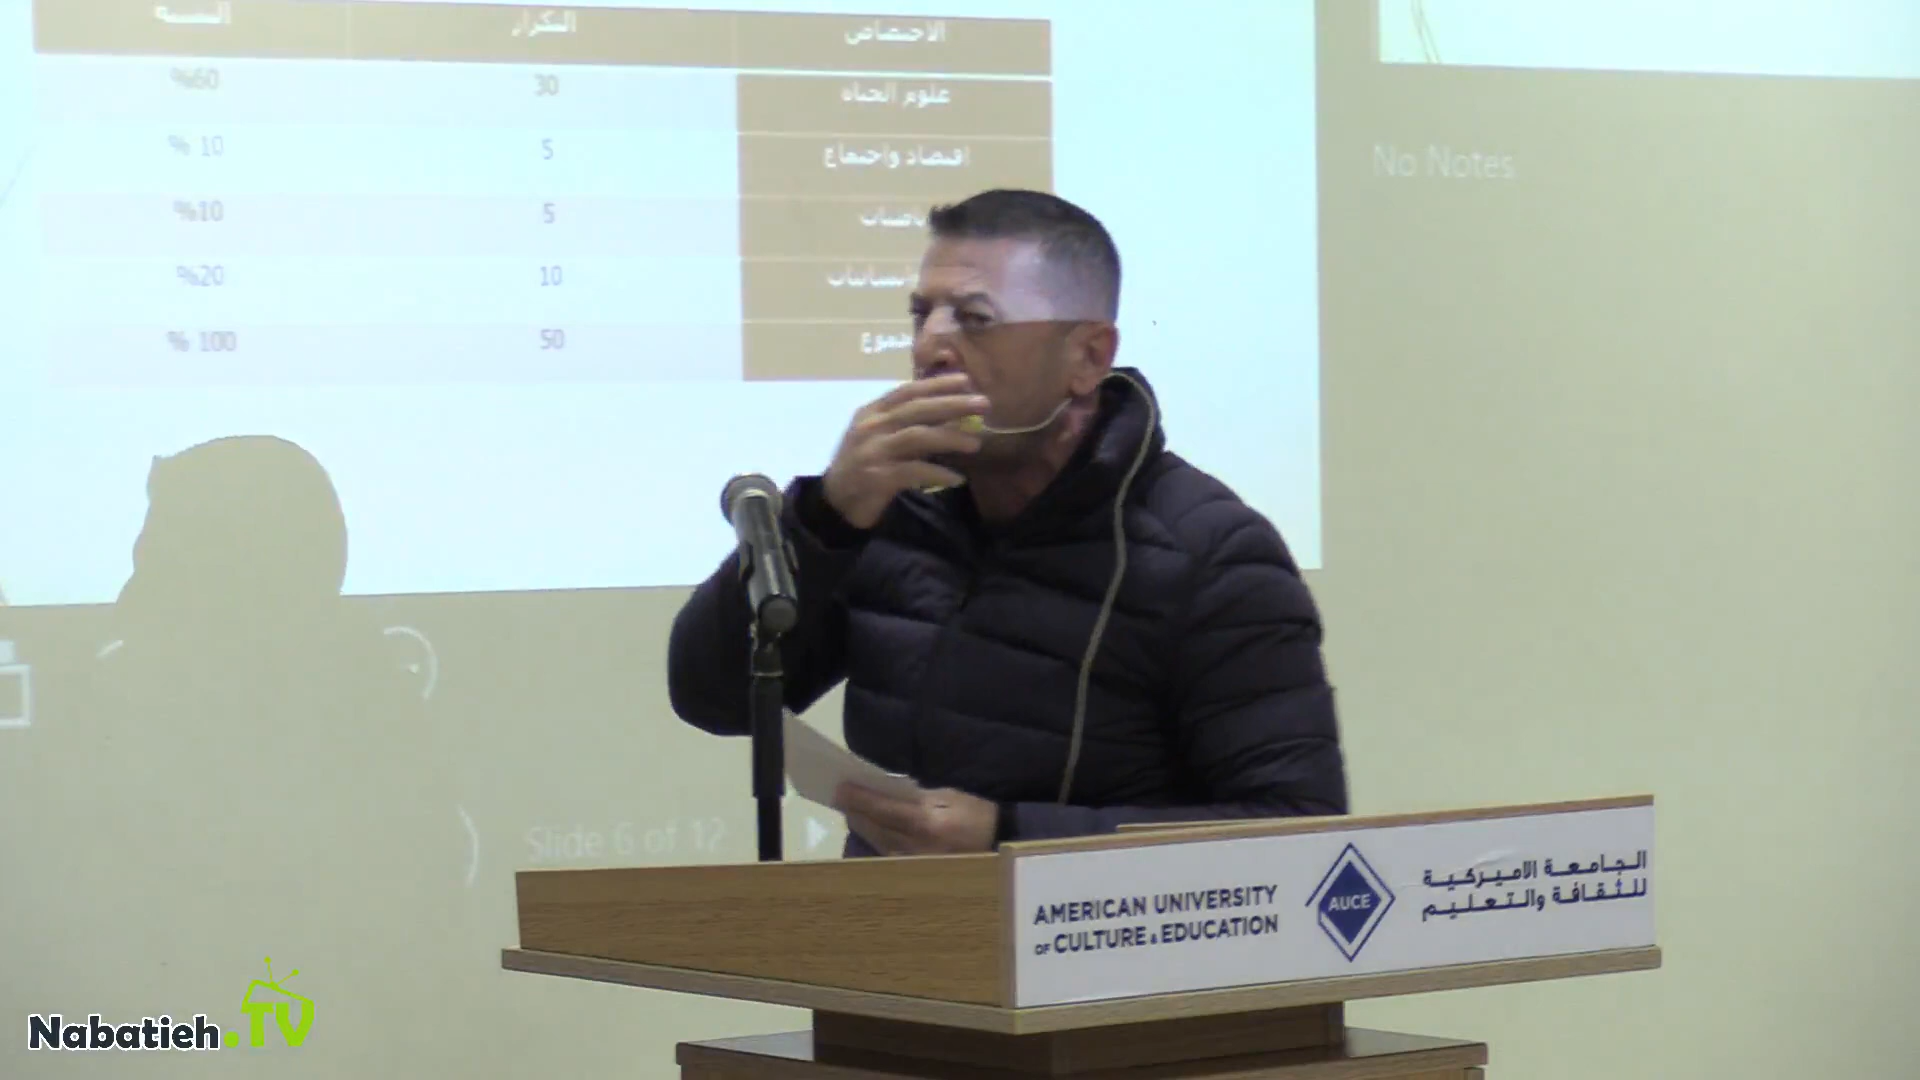 الاختصاص التكرار النسبة
علوم الحياة 30 %60
اقتصاد واجتماع 5 % 10
5 %10
10 %20
50 % 100
No Notes
Slide 6 of 12
AMERICAN UNIVERSITY
OF CULTURE & EDUCATION
AUCE
الجامعة الاميركية
للثقافة والتعليم
Nabatieh.TV